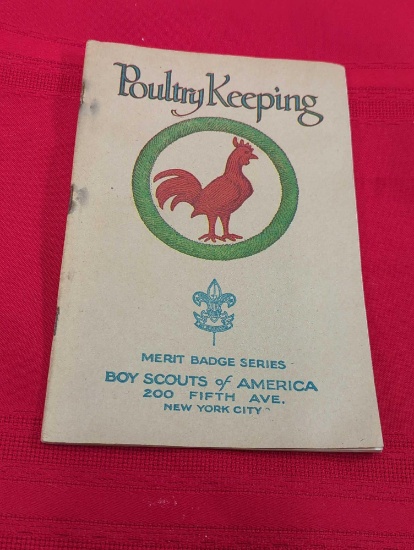 Poultry Keeping
MERIT BADGE SERIES
BOY SCOUTS of AMERICA
200 FIFTH AVE.
NEW YORK CITY